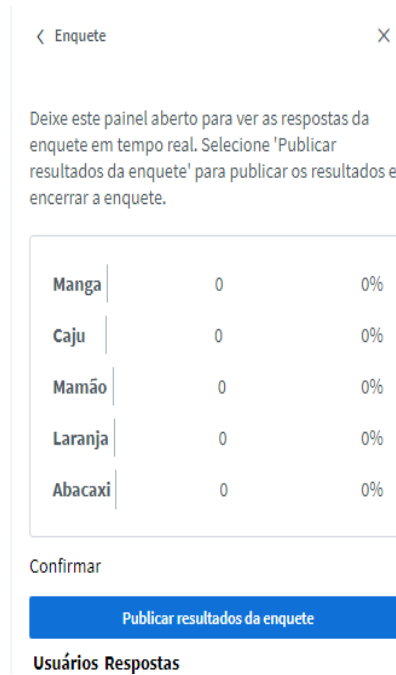 Enquete
Deixe este painel aberto para ver as respostas da
enquete em tempo real. Selecione 'Publicar
resultados da enquete' para publicar os resultados e
encerrar a enquete.
Manga 0 0%
Caju 0 0%
Mamão 0 0%
Laranja 0 0%
Abacaxi 0 0%
Confirmar
Publicar resultados da enquete
Usuários Respostas